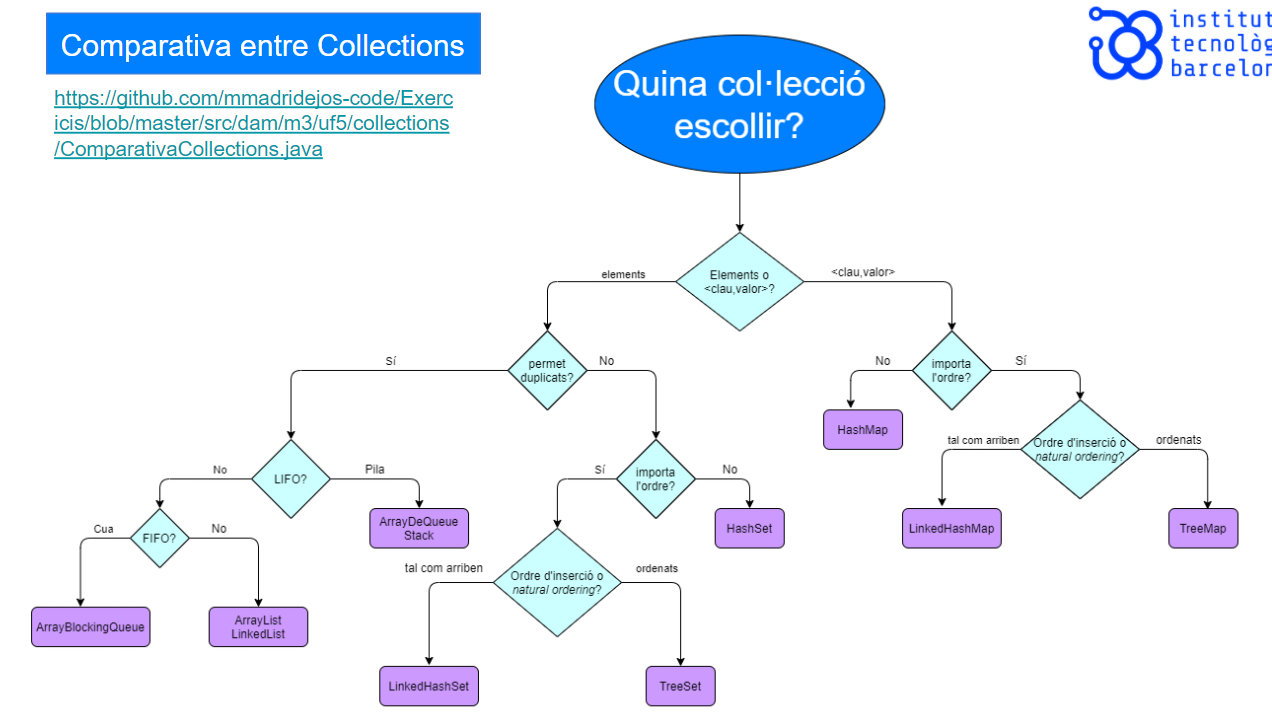 Comparativa entre Collections
https://github.com/mmadridejos-code/Exerc
icis/blob/master/src/dam/m3/uf5/collections
/ComparativaCollections.java
institut
tecnològ
barcelon
Quina col·lecció
escollir?
elements
Elements o
<clau,valor>?
<clau,valor>
Sí
permet
duplicats?
No
No
importa
l'ordre?
Sí
HashMap
tal com arriben
Ordre d'inserció o
natural ordering?
ordenats
No
LIFO?
Pila
Sí
importa
l'ordre?
No
Cua
FIFO?
No
ArrayDeQueue
Stack
HashSet
LinkedHashMap
TreeMap
tal com arriben
Ordre d'inserció o
natural ordering?
ordenats
ArrayBlockingQueue
ArrayList
LinkedList
LinkedHashSet
TreeSet